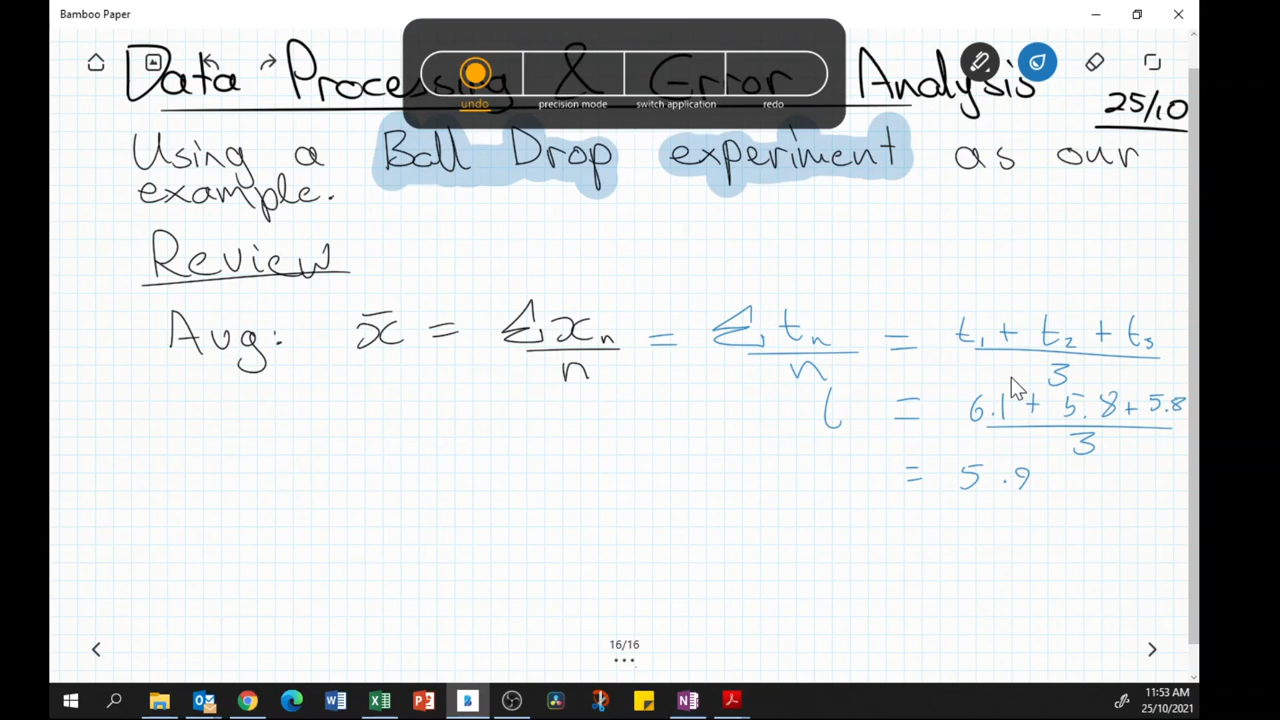 Bamboo Paper
undo
precision mode
switch application
redo
Data Processing & Error Analysis
25/10
Using a Ball Drop experiment as our
example.
Review
Avg: x̄ = Σxₙ/n = Σtₙ/n = t₁ + t₂ + t₃/3
= 6.1 + 5.8 + 5.8/3
= 5.9
16/16
11:53 AM
25/10/2021